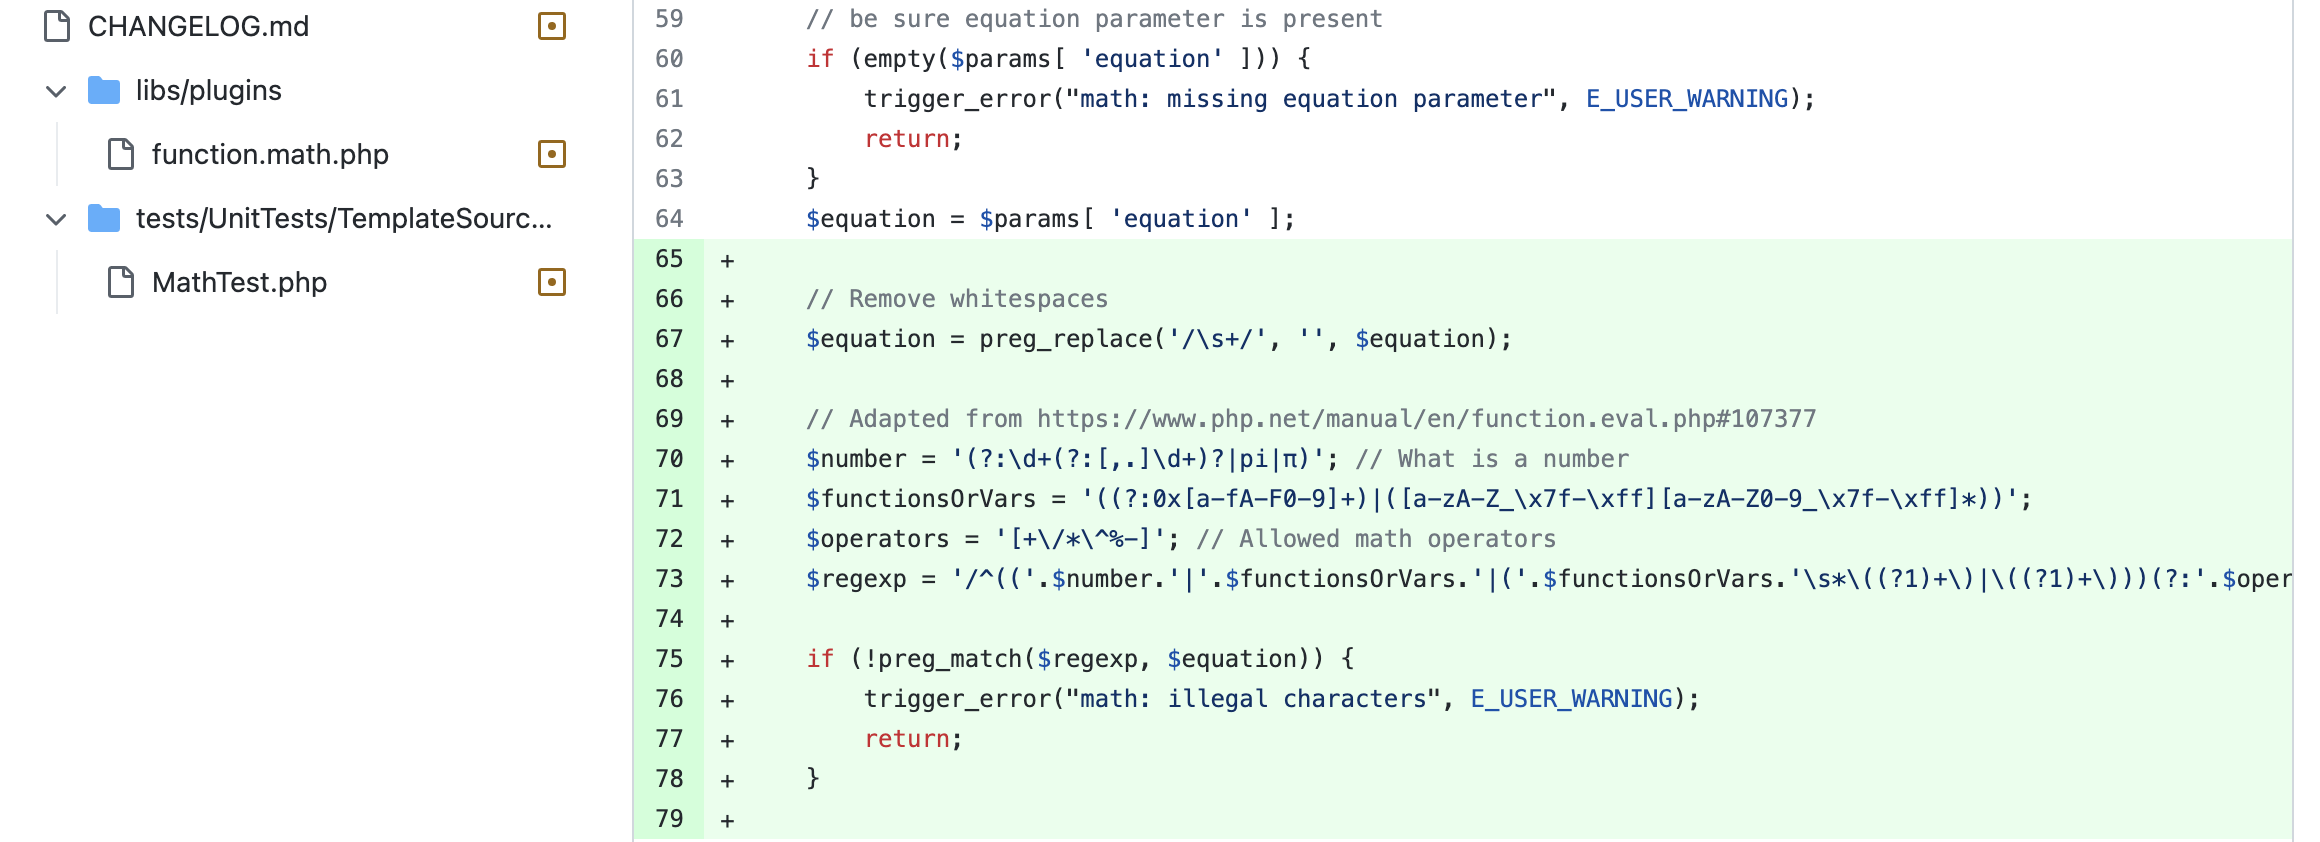 CHANGELOG.md
libs/plugins
function.math.php
tests/UnitTests/TemplateSourc...
MathTest.php
59 // be sure equation parameter is present
60 if (empty($params[ 'equation' ])) {
61 trigger_error("math: missing equation parameter", E_USER_WARNING);
62 return;
63 }
64 $equation = $params[ 'equation' ];
65 +
66 + // Remove whitespaces
67 + $equation = preg_replace('/\s+/', '', $equation);
68 +
69 + // Adapted from https://www.php.net/manual/en/function.eval.php#107377
70 + $number = '(?:\d+(?:[,.]\d+)?|pi|π)'; // What is a number
71 + $functionsOrVars = '((?:0x[a-fA-F0-9]+)|([a-zA-Z_\x7f-\xff][a-zA-Z0-9_\x7f-\xff]*))';
72 + $operators = '[+\/*\^%-]'; // Allowed math operators
73 + $regexp = '/^(('.$number.'|'.$functionsOrVars.'|('.$functionsOrVars.'\s*\((?1)+\)|\((?1)+\)))(?:'.$oper
74 +
75 + if (!preg_match($regexp, $equation)) {
76 + trigger_error("math: illegal characters", E_USER_WARNING);
77 + return;
78 + }
79 +